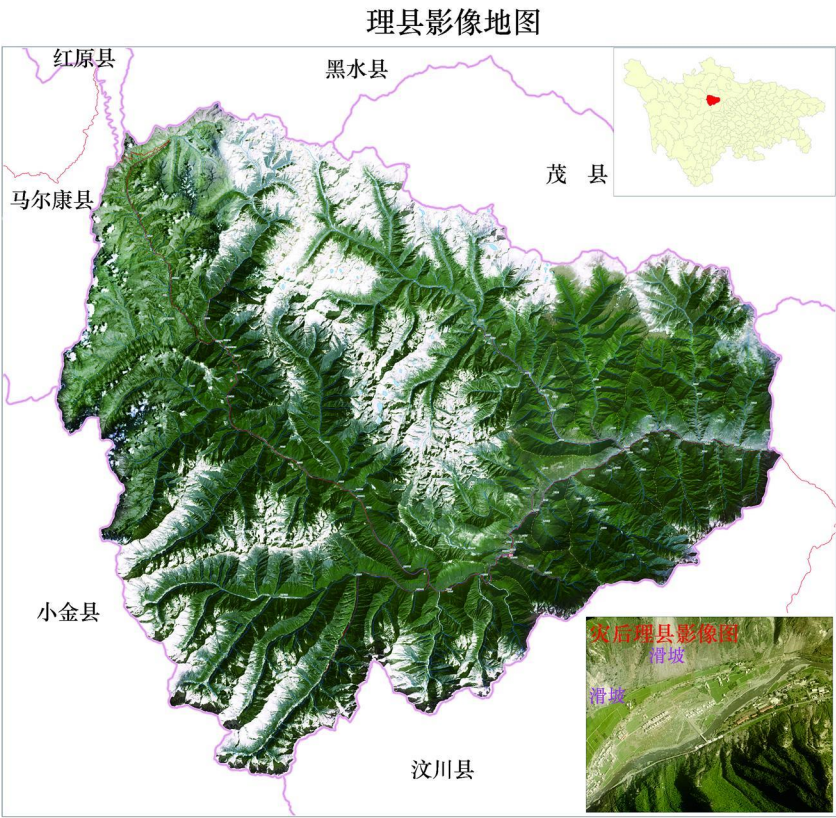 理县影像地图
红原县
黑水县
茂 县
马尔康县
小金县
汶川县
灾后理县影像图
滑坡
滑坡